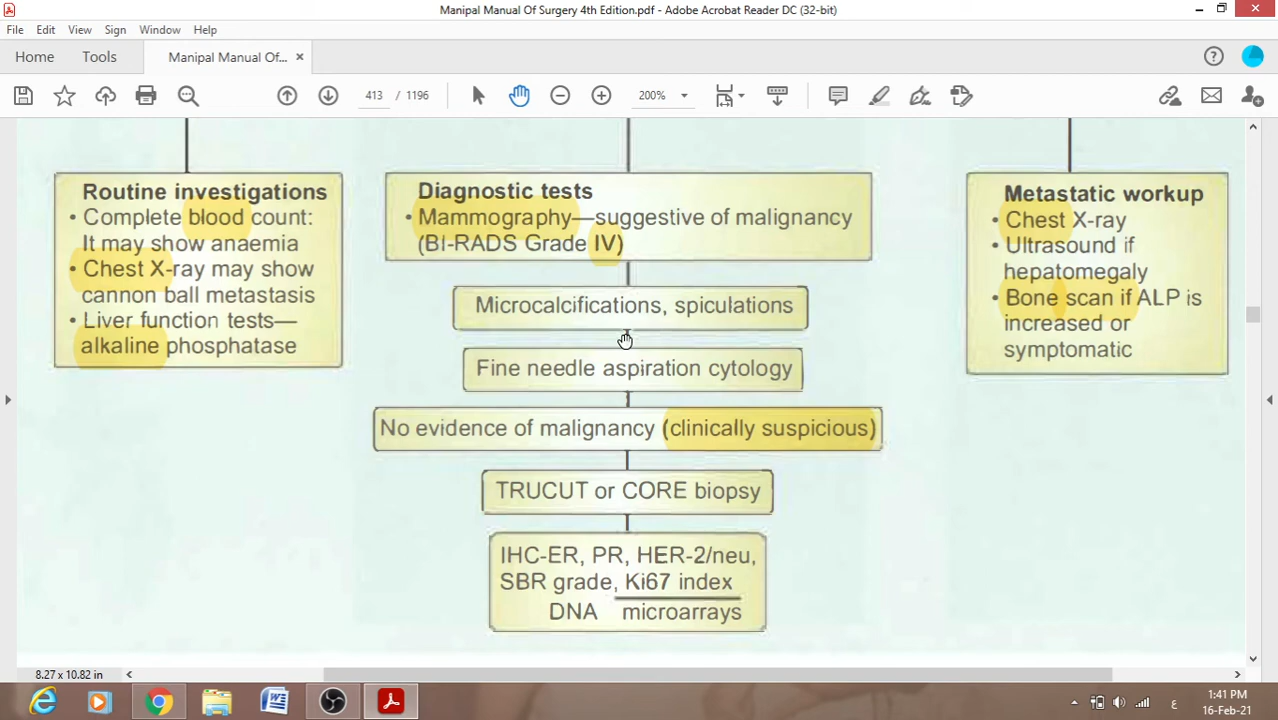 Manipal Manual Of Surgery 4th Edition.pdf - Adobe Acrobat Reader DC (32-bit)
File Edit View Sign Window Help
Home Tools Manipal Manual Of... ×
413 / 1196 200%
Routine investigations
• Complete blood count:
It may show anaemia
• Chest X-ray may show
cannon ball metastasis
• Liver function tests—
alkaline phosphatase
Diagnostic tests
• Mammography—suggestive of malignancy
(BI-RADS Grade IV)
Microcalcifications, spiculations
Fine needle aspiration cytology
No evidence of malignancy (clinically suspicious)
TRUCUT or CORE biopsy
IHC-ER, PR, HER-2/neu,
SBR grade, Ki67 index
DNA microarrays
Metastatic workup
• Chest X-ray
• Ultrasound if
hepatomegaly
• Bone scan if ALP is
increased or
symptomatic
8.27 x 10.82 in
ع
1:41 PM
16-Feb-21